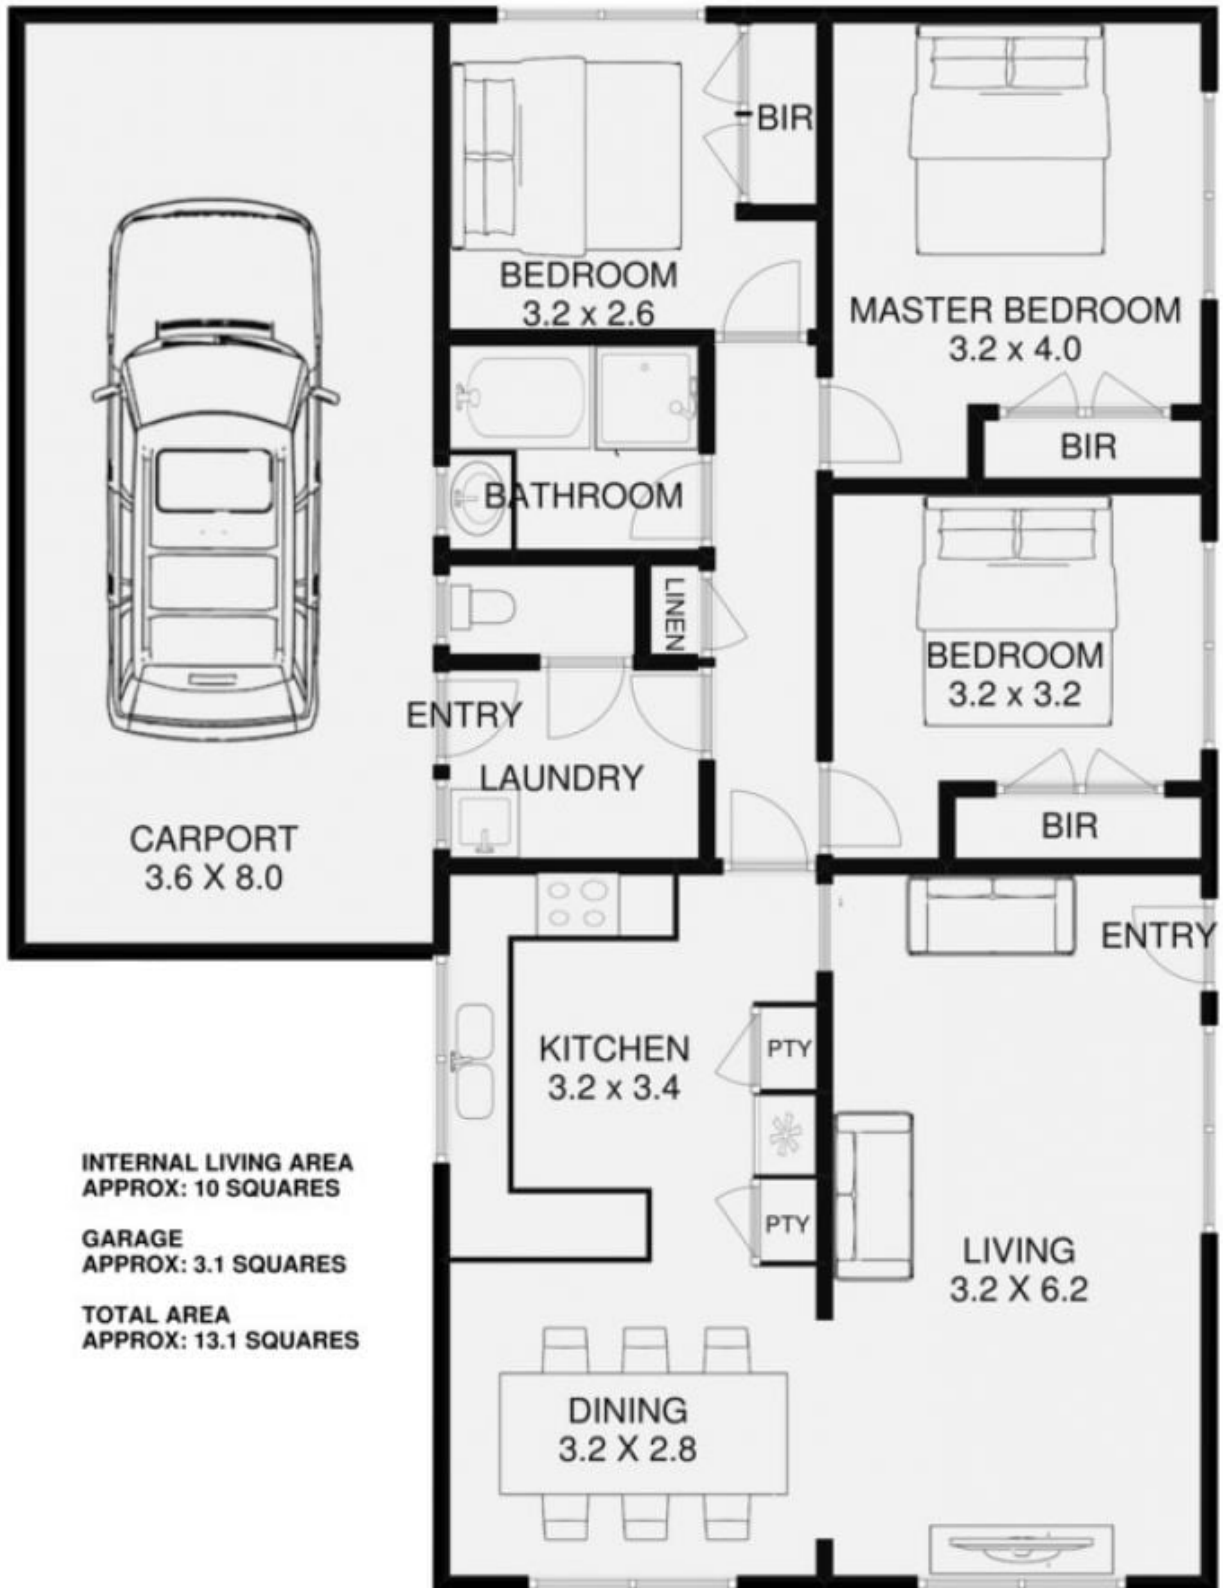 BIR
BEDROOM
3.2 x 2.6
MASTER BEDROOM
3.2 x 4.0
BIR
BATHROOM
LINEN
BEDROOM
3.2 x 3.2
ENTRY
LAUNDRY
BIR
CARPORT
3.6 X 8.0
ENTRY
KITCHEN
3.2 x 3.4
PTY
PTY
INTERNAL LIVING AREA
APPROX: 10 SQUARES
GARAGE
APPROX: 3.1 SQUARES
TOTAL AREA
APPROX: 13.1 SQUARES
LIVING
3.2 X 6.2
DINING
3.2 X 2.8